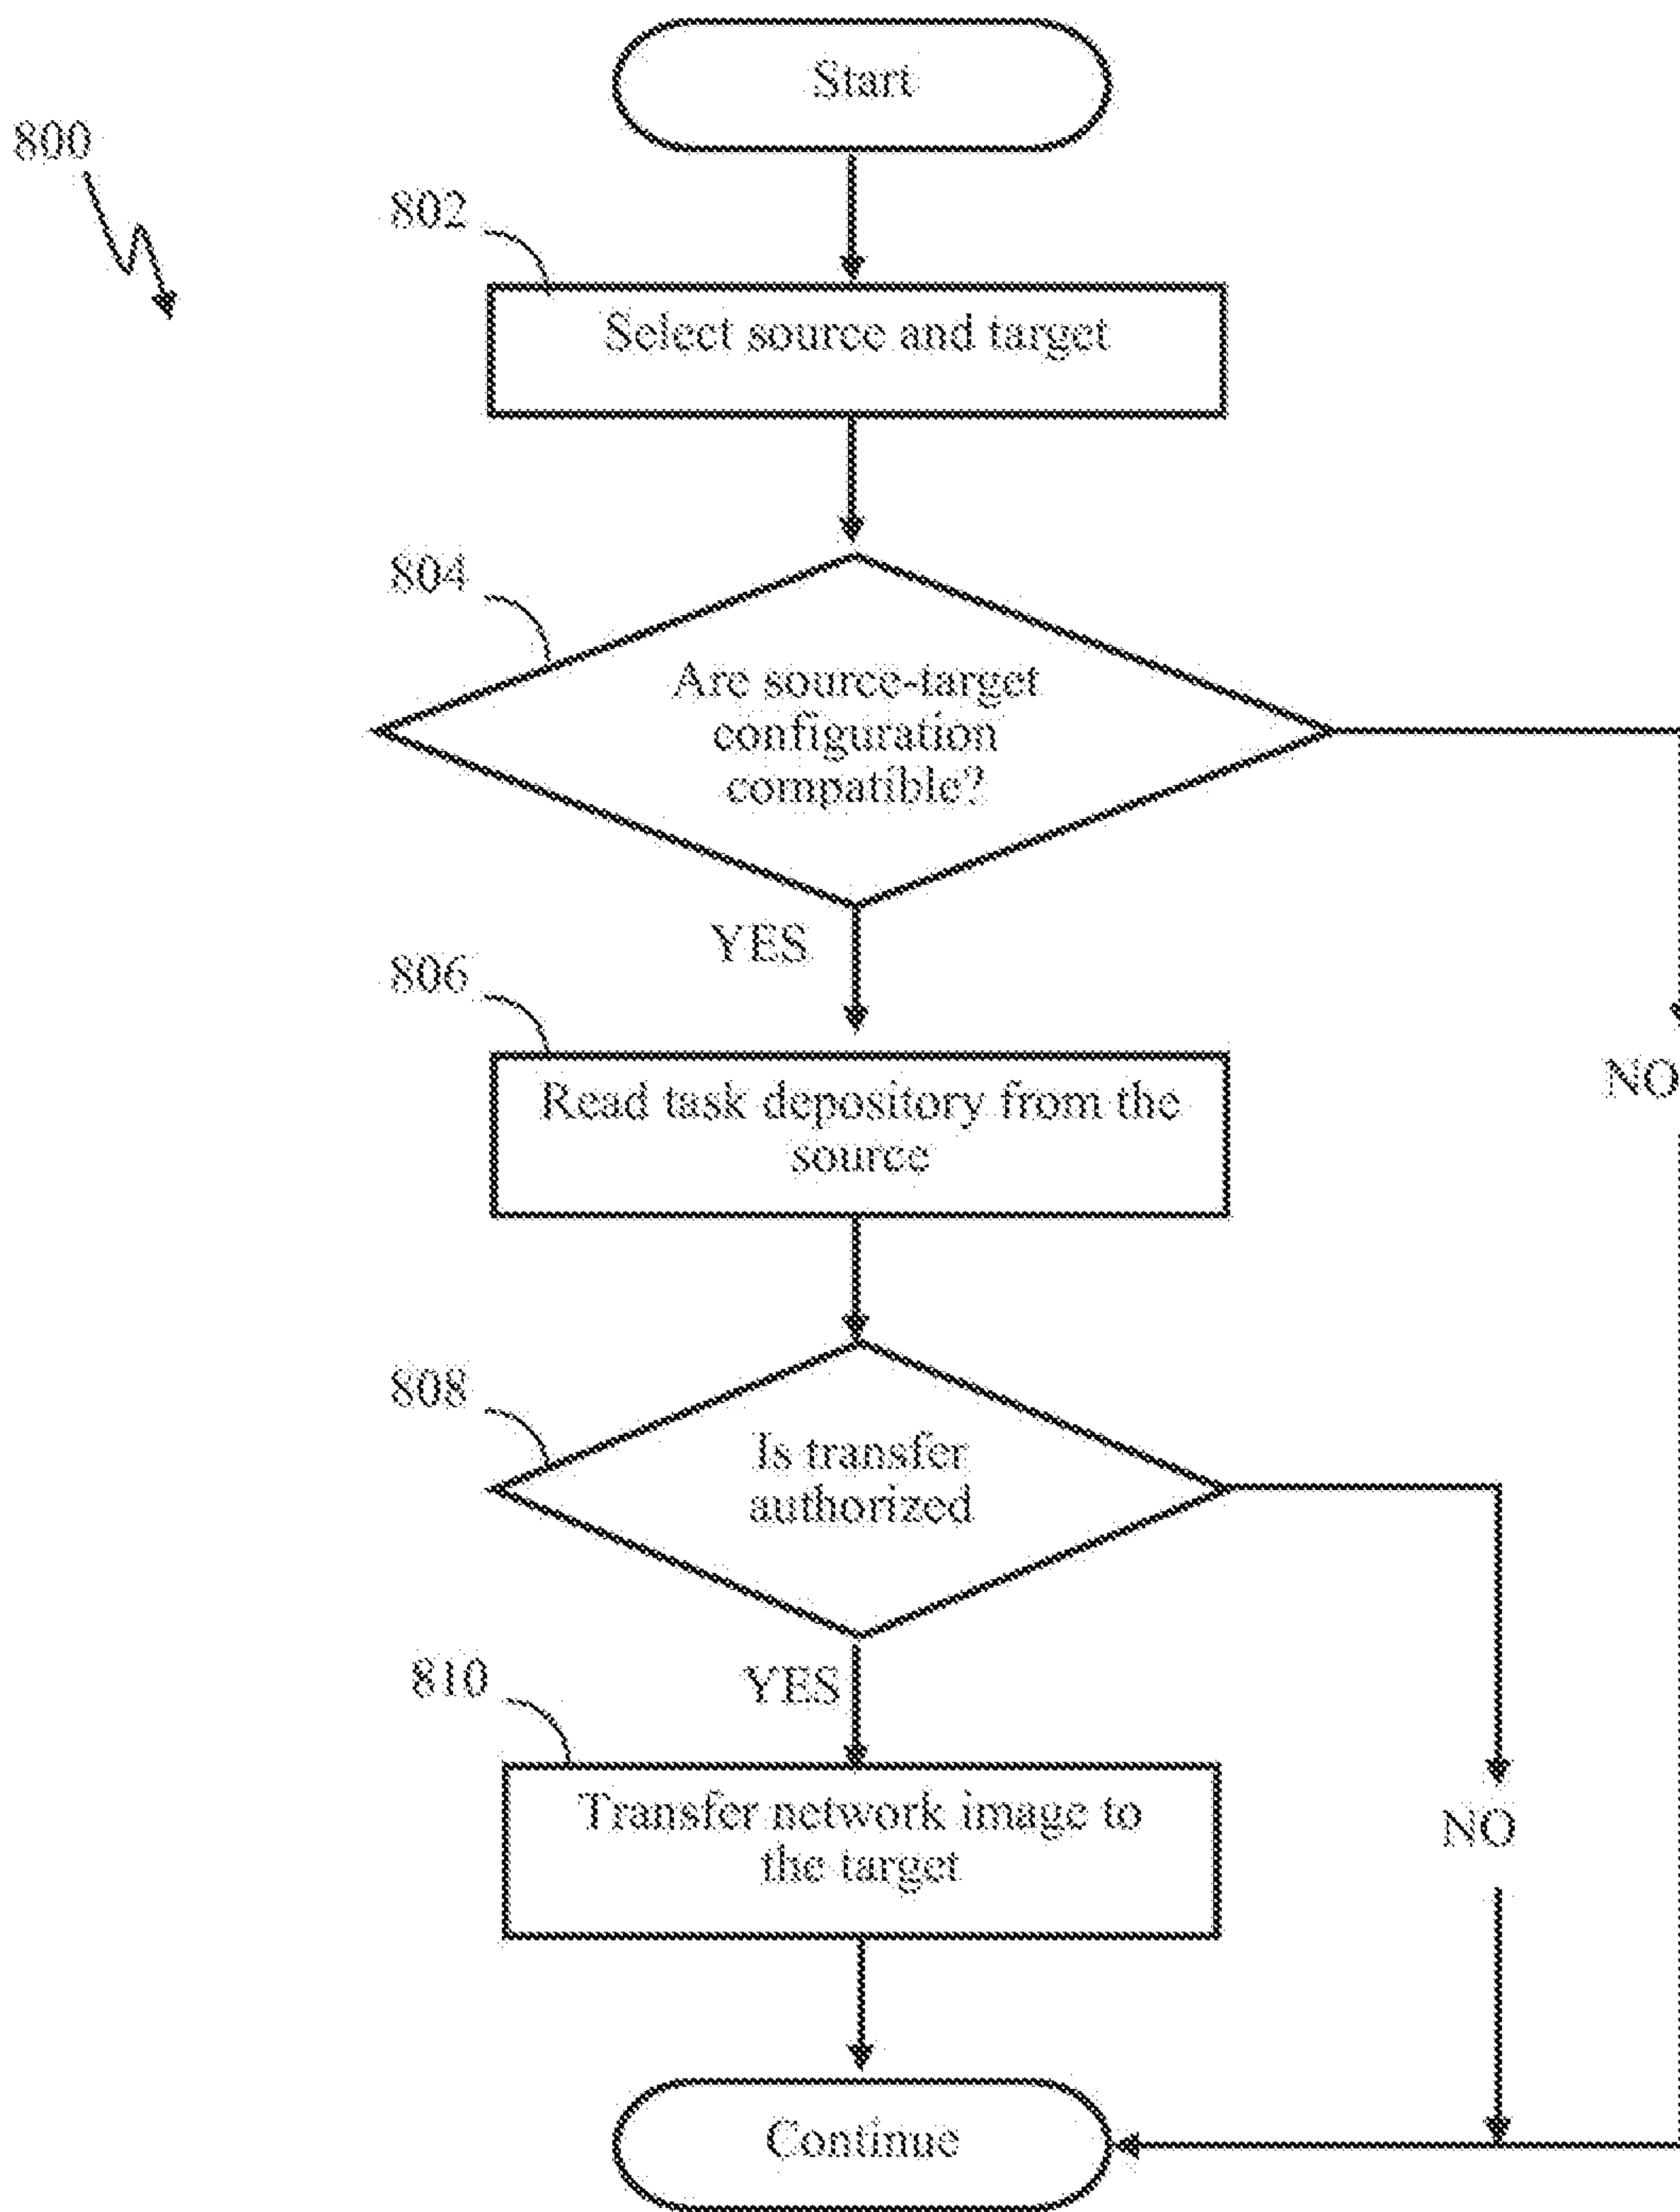 Start
800
802
Select source and target
804
Are source-target
configuration
compatible?
YES
806
NO
Read task depository from the
source
808
Is transfer
authorized
YES
810
Transfer network image to
the target
NO
Continue